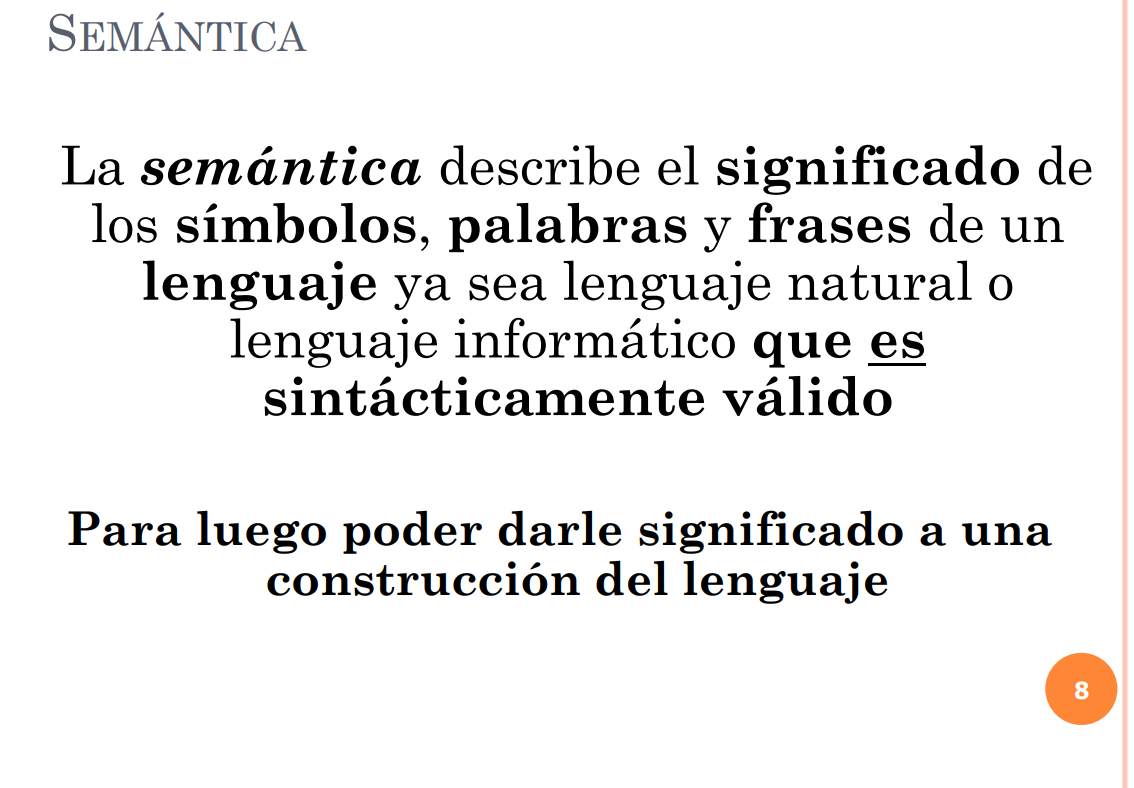 SEMÁNTICA
La semántica describe el significado de
los símbolos, palabras y frases de un
lenguaje ya sea lenguaje natural o
lenguaje informático que es
sintácticamente válido
Para luego poder darle significado a una
construcción del lenguaje
8